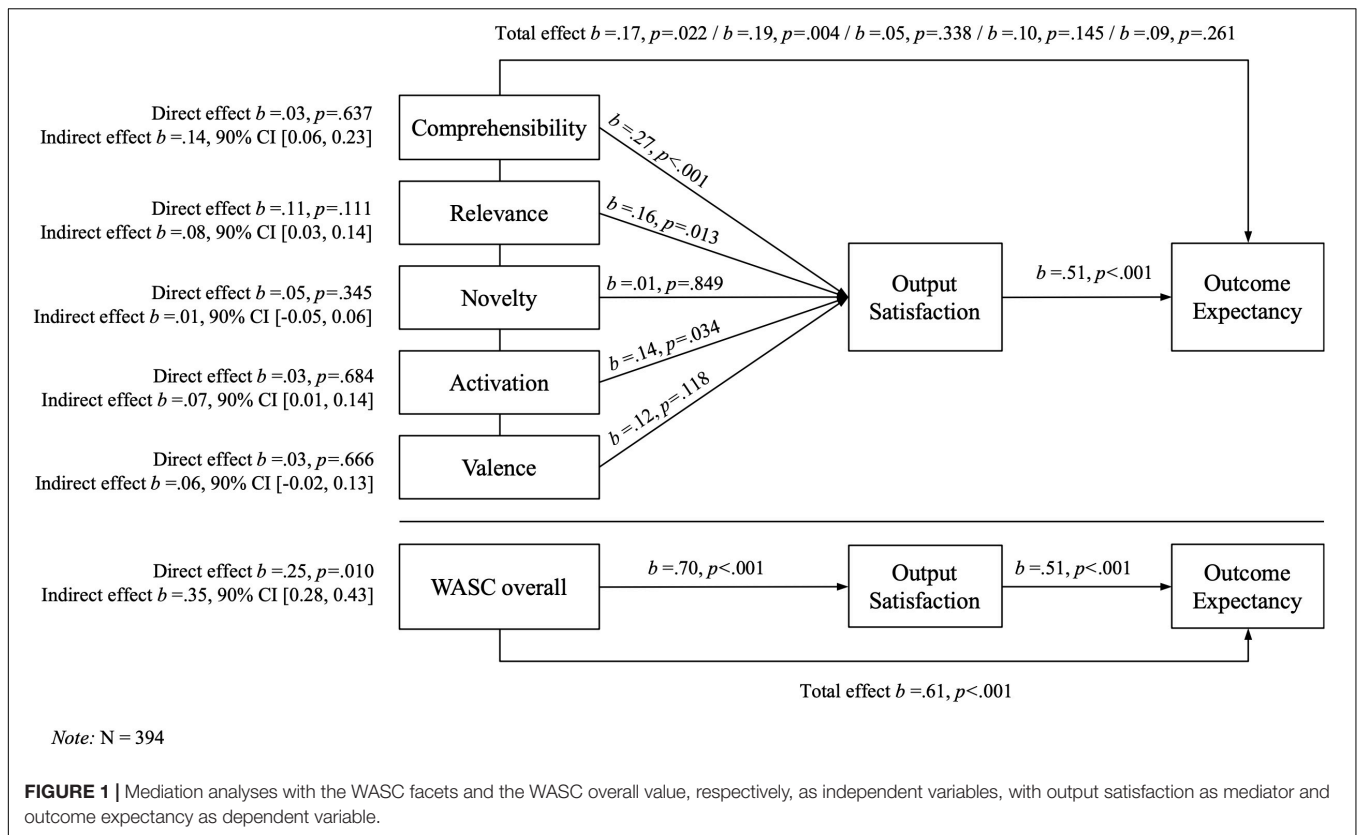 Total effect b =.17, p=.022 / b =.19, p=.004 / b =.05, p=.338 / b =.10, p=.145 / b =.09, p=.261
Direct effect b =.03, p=.637
Indirect effect b =.14, 90% CI [0.06, 0.23]
Comprehensibility
b =.27, p<.001
Direct effect b =.11, p=.111
Indirect effect b =.08, 90% CI [0.03, 0.14]
Relevance
b =.16, p=.013
Direct effect b =.05, p=.345
Indirect effect b =.01, 90% CI [-0.05, 0.06]
Novelty
b =.01, p=.849
Output
Satisfaction
b =.51, p<.001
Outcome
Expectancy
Direct effect b =.03, p=.684
Indirect effect b =.07, 90% CI [0.01, 0.14]
Activation
b =.14, p=.034
Direct effect b =.03, p=.666
Indirect effect b =.06, 90% CI [-0.02, 0.13]
Valence
b =.12, p=.118
Direct effect b =.25, p=.010
Indirect effect b =.35, 90% CI [0.28, 0.43]
WASC overall
b =.70, p<.001
Output
Satisfaction
b =.51, p<.001
Outcome
Expectancy
Total effect b =.61, p<.001
Note: N = 394
FIGURE 1 | Mediation analyses with the WASC facets and the WASC overall value, respectively, as independent variables, with output satisfaction as mediator and
outcome expectancy as dependent variable.